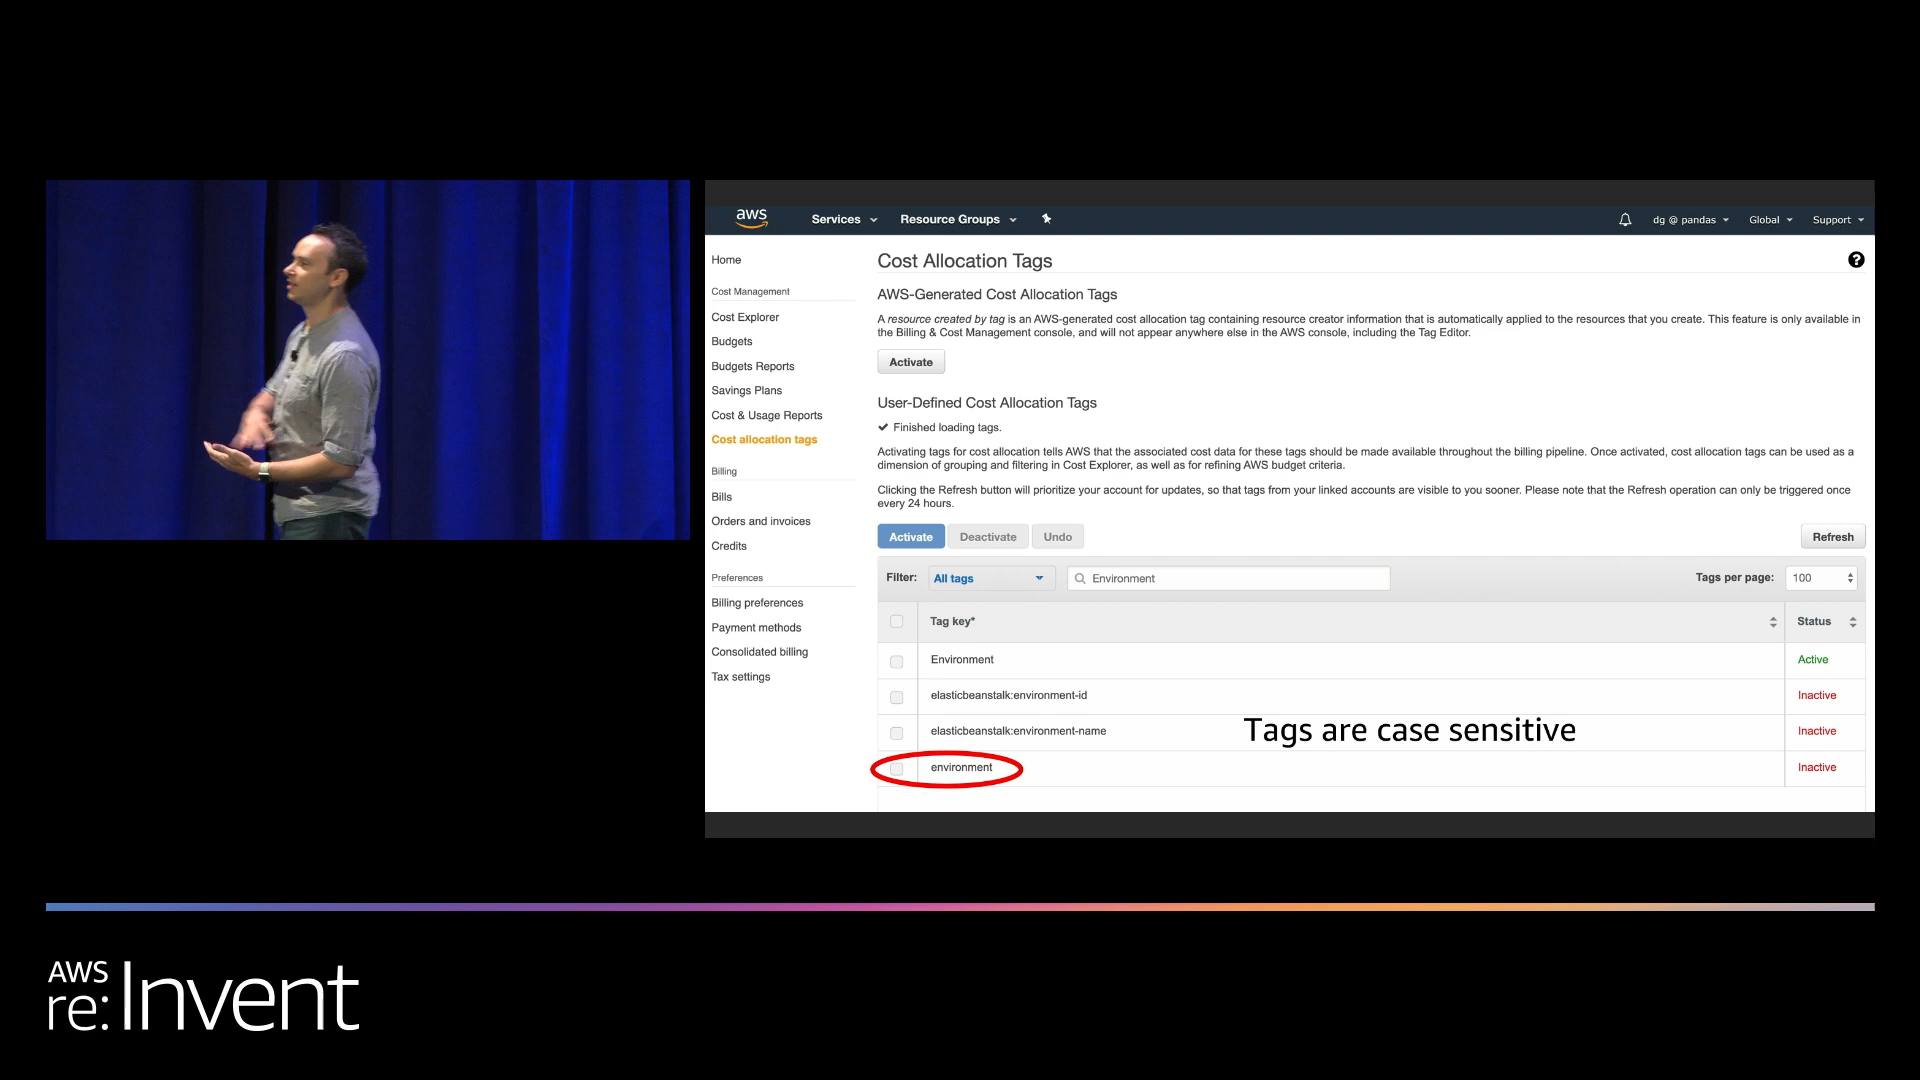 aws
Services
Resource Groups
dg @ pandas
Global
Support
Home
Cost Management
Cost Explorer
Budgets
Budgets Reports
Savings Plans
Cost & Usage Reports
Cost allocation tags
Billing
Bills
Orders and invoices
Credits
Preferences
Billing preferences
Payment methods
Consolidated billing
Tax settings
Cost Allocation Tags
?
AWS-Generated Cost Allocation Tags
A resource created by tag is an AWS-generated cost allocation tag containing resource creator information that is automatically applied to the resources that you create. This feature is only available in
the Billing & Cost Management console, and will not appear anywhere else in the AWS console, including the Tag Editor.
Activate
User-Defined Cost Allocation Tags
Finished loading tags.
Activating tags for cost allocation tells AWS that the associated cost data for these tags should be made available throughout the billing pipeline. Once activated, cost allocation tags can be used as a
dimension of grouping and filtering in Cost Explorer, as well as for refining AWS budget criteria.
Clicking the Refresh button will prioritize your account for updates, so that tags from your linked accounts are visible to you sooner. Please note that the Refresh operation can only be triggered once
every 24 hours.
Activate Deactivate Undo Refresh
Filter: All tags Environment Tags per page: 100
Tag key* Status
Environment Active
elasticbeanstalk:environment-id Inactive
elasticbeanstalk:environment-name Inactive
Tags are case sensitive
environment Inactive
AWS
re:Invent